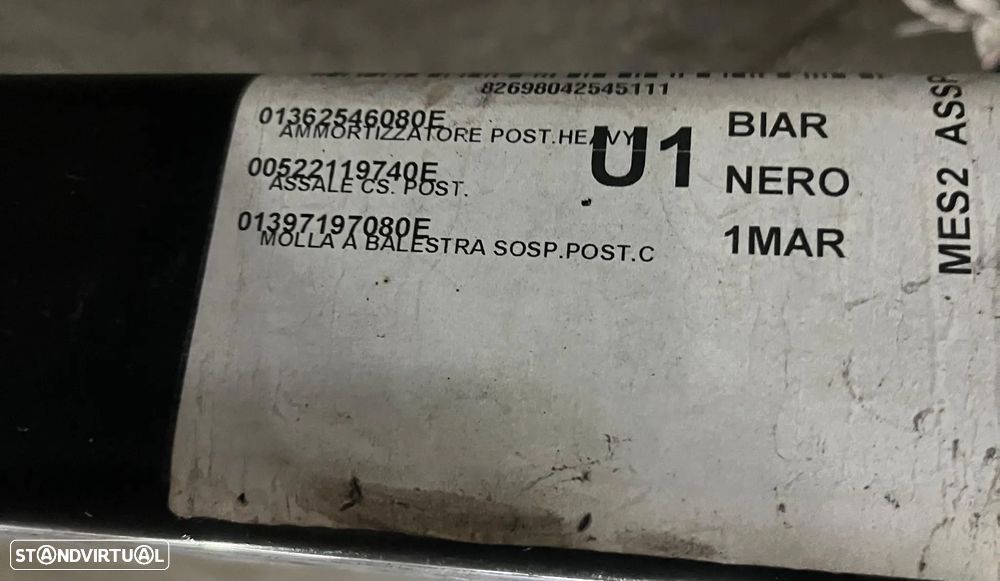 82698042545111
01362546080E
AMMORTIZZATORE POST.HEAVY
00522119740E
ASSALE CS. POST.
01397197080E
MOLLA A BALESTRA SOSP.POST.C
U1
BIAR
NERO
1MAR
MES2 ASSP
STANDVIRTUAL